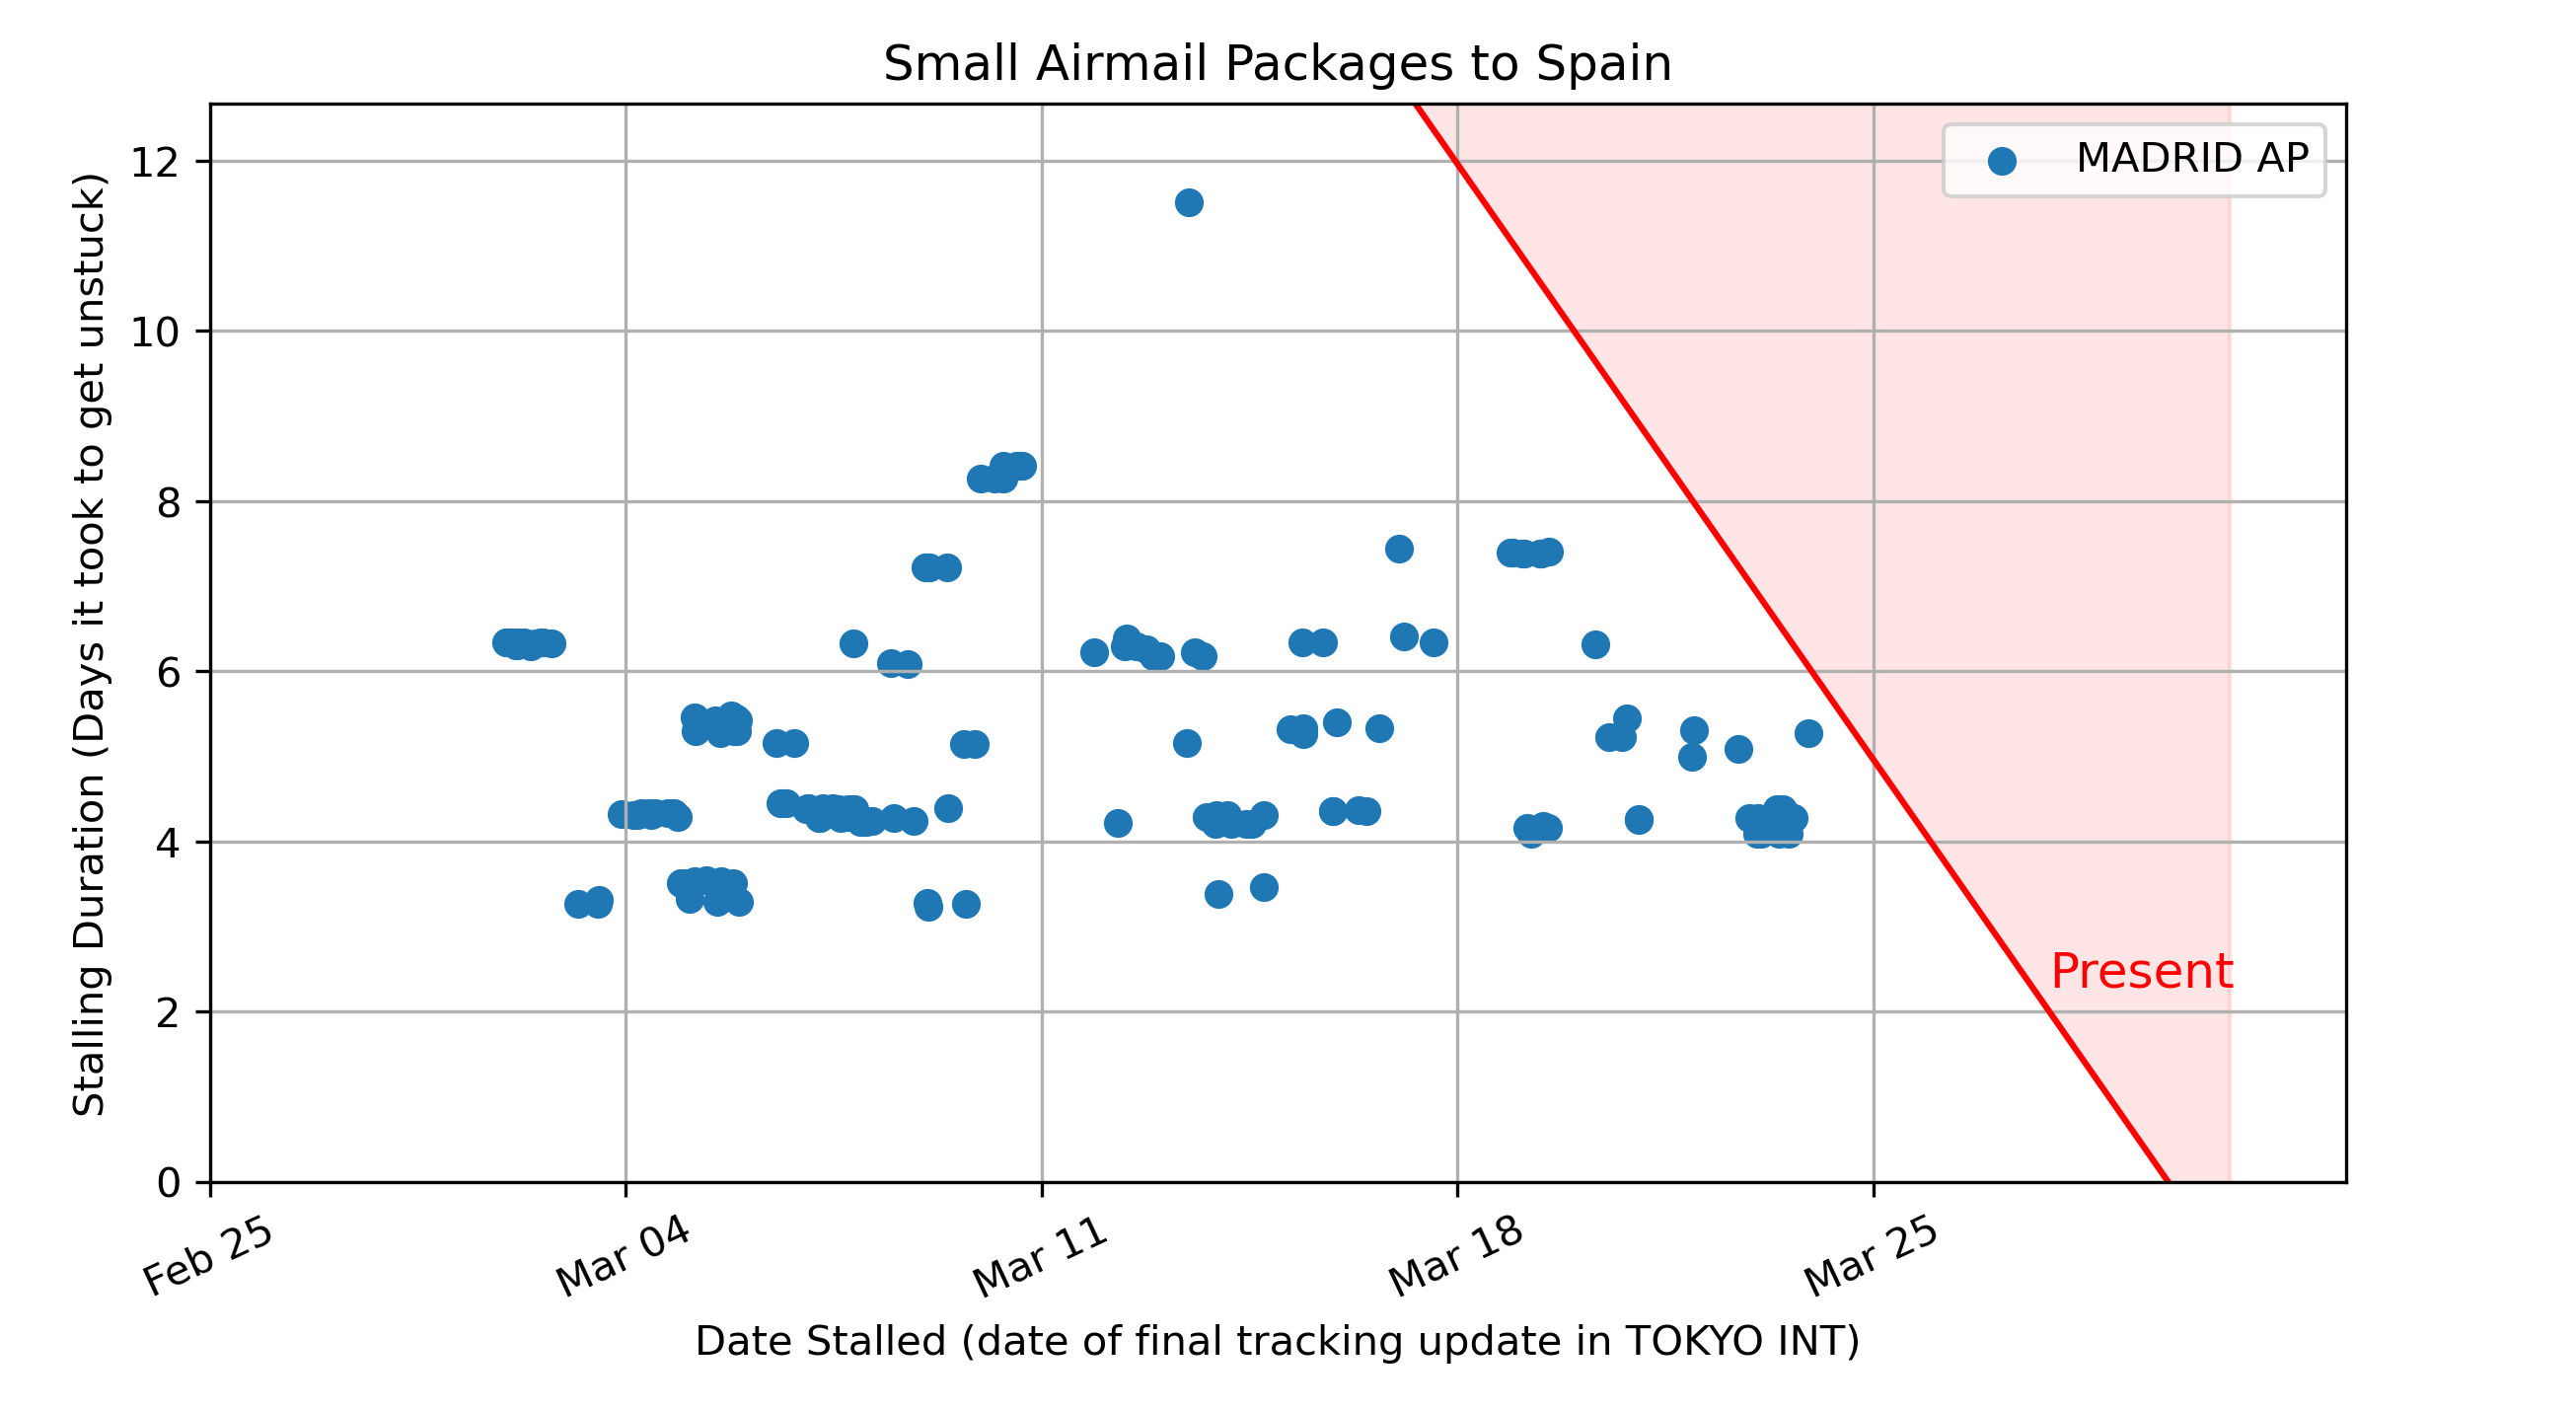 Small Airmail Packages to Spain
MADRID AP
Stalling Duration (Days it took to get unstuck)
12
10
8
6
4
2
0
Present
Feb 25
Mar 04
Mar 11
Mar 18
Mar 25
Date Stalled (date of final tracking update in TOKYO INT)